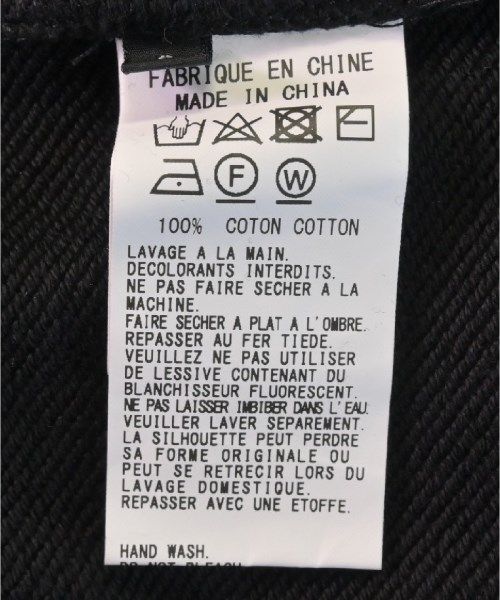 FABRIQUE EN CHINE
MADE IN CHINA
F W
100% COTON COTTON
LAVAGE A LA MAIN.
DECOLORANTS INTERDITS.
NE PAS FAIRE SECHER A LA
MACHINE.
FAIRE SECHER A PLAT A L'OMBRE.
REPASSER AU FER TIEDE.
VEUILLEZ NE PAS UTILISER
DE LESSIVE CONTENANT DU
BLANCHISSEUR FLUORESCENT.
NE PAS LAISSER IMBIBER DANS L'EAU.
VEUILLER LAVER SEPAREMENT.
LA SILHOUETTE PEUT PERDRE
SA FORME ORIGINALE OU
PEUT SE RETRECIR LORS DU
LAVAGE DOMESTIQUE.
REPASSER AVEC UNE ETOFFE.
HAND WASH.
DO NOT BLEACH